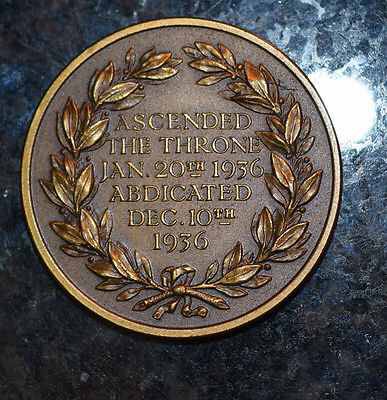 ASCENDED
THE THRONE
JAN. 20TH 1936
ABDICATED
DEC. 10TH
1936